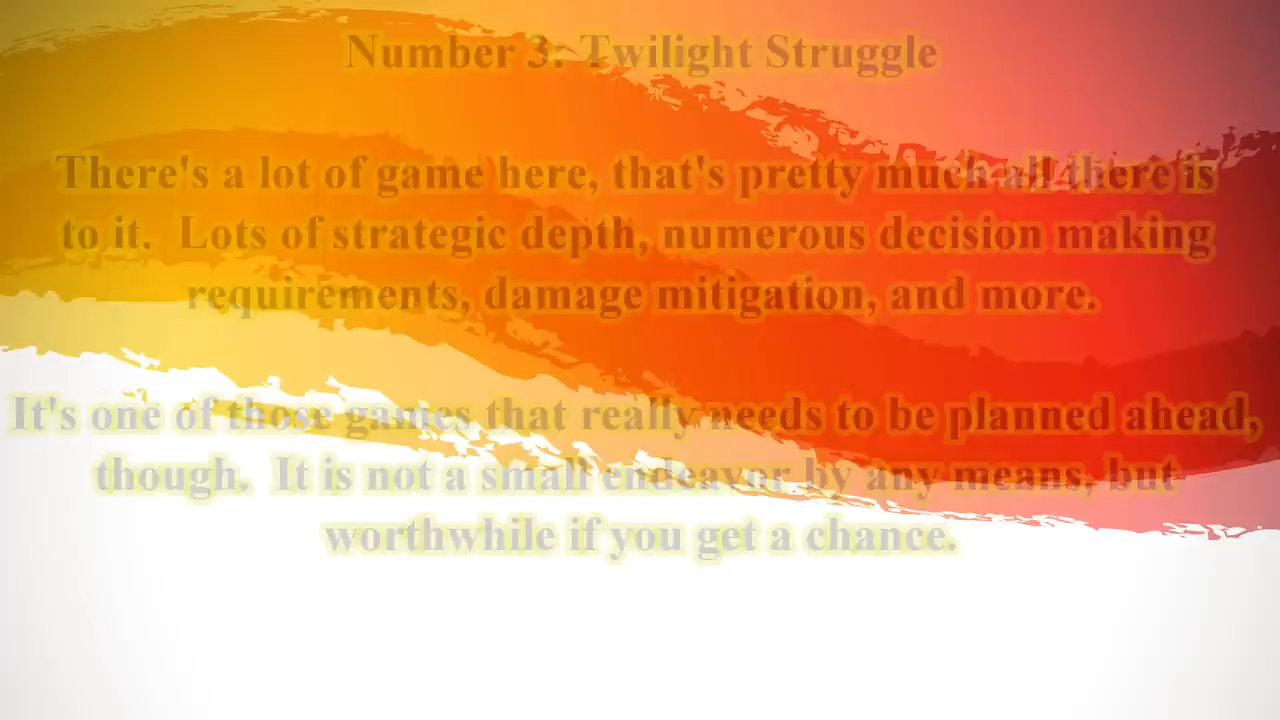 Number 3: Twilight Struggle
There's a lot of game here, that's pretty much all there is
to it.  Lots of strategic depth, numerous decision making
requirements, damage mitigation, and more.
It's one of those games that really needs to be planned ahead,
though.  It is not a small endeavor by any means, but
worthwhile if you get a chance.